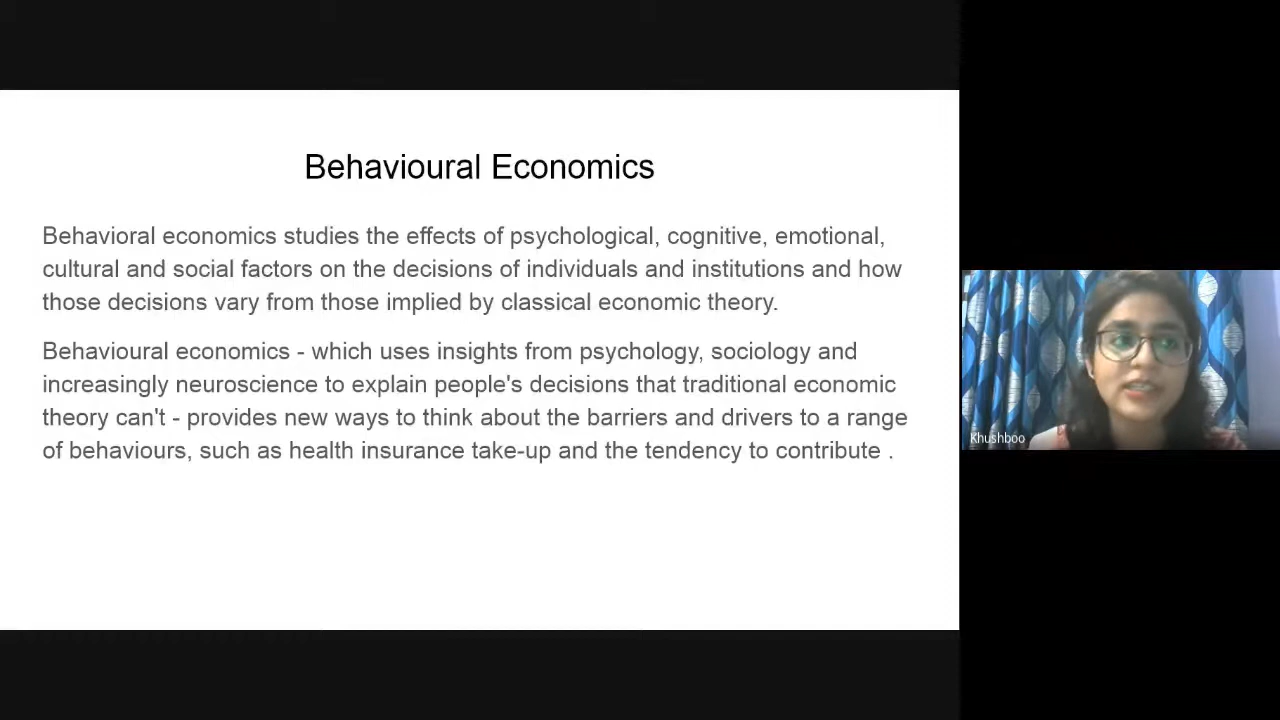 Behavioural Economics
Behavioral economics studies the effects of psychological, cognitive, emotional,
cultural and social factors on the decisions of individuals and institutions and how
those decisions vary from those implied by classical economic theory.
Behavioural economics - which uses insights from psychology, sociology and
increasingly neuroscience to explain people's decisions that traditional economic
theory can't - provides new ways to think about the barriers and drivers to a range
of behaviours, such as health insurance take-up and the tendency to contribute .
Khushboo